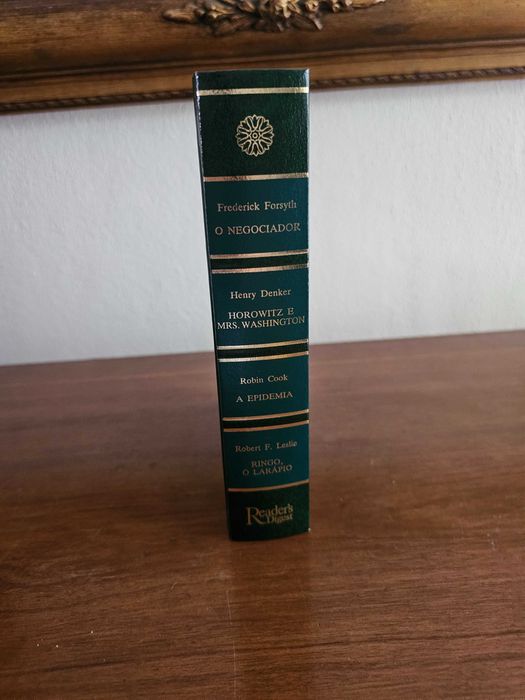 Frederick Forsyth
O NEGOCIADOR
Henry Denker
HOROWITZ E
MRS. WASHINGTON
Robin Cook
A EPIDEMIA
Robert F. Leslie
RINGO,
O LARÁPIO
Reader's
Digest